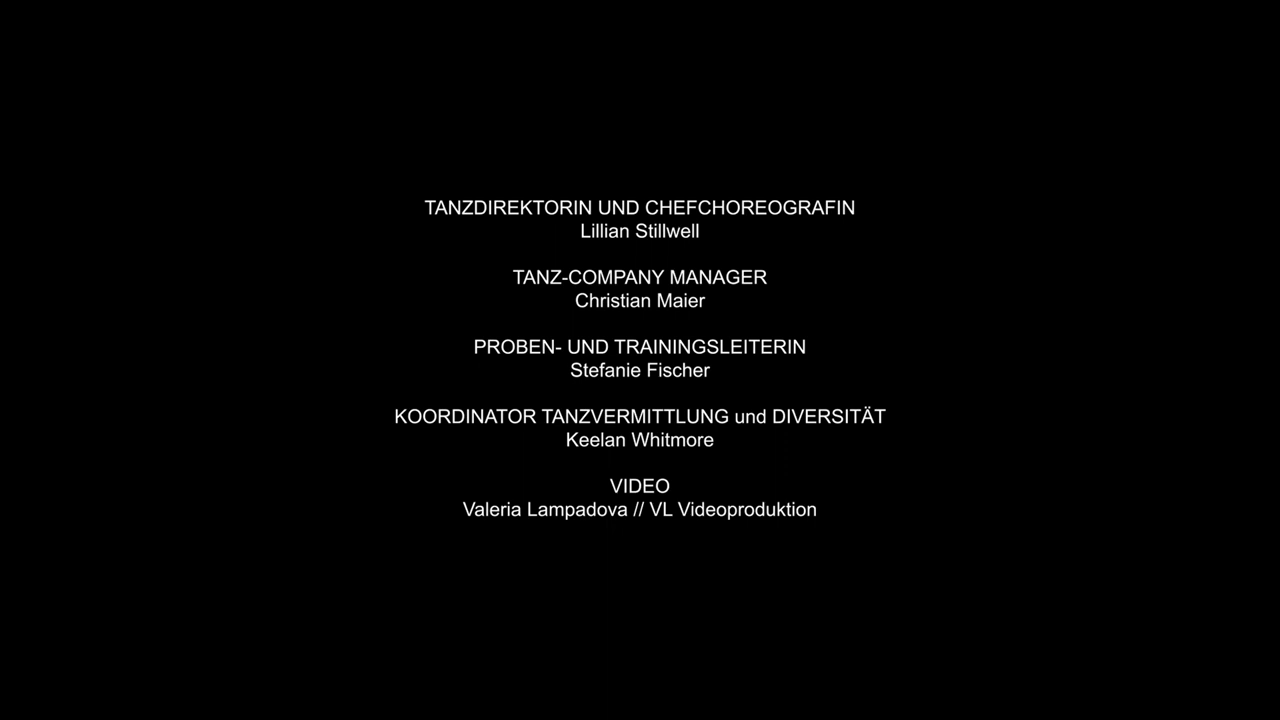 TANZDIREKTORIN UND CHEFCHOREOGRAFIN
Lillian Stillwell
TANZ-COMPANY MANAGER
Christian Maier
PROBEN- UND TRAININGSLEITERIN
Stefanie Fischer
KOORDINATOR TANZVERMITTLUNG und DIVERSITÄT
Keelan Whitmore
VIDEO
Valeria Lampadova // VL Videoproduktion